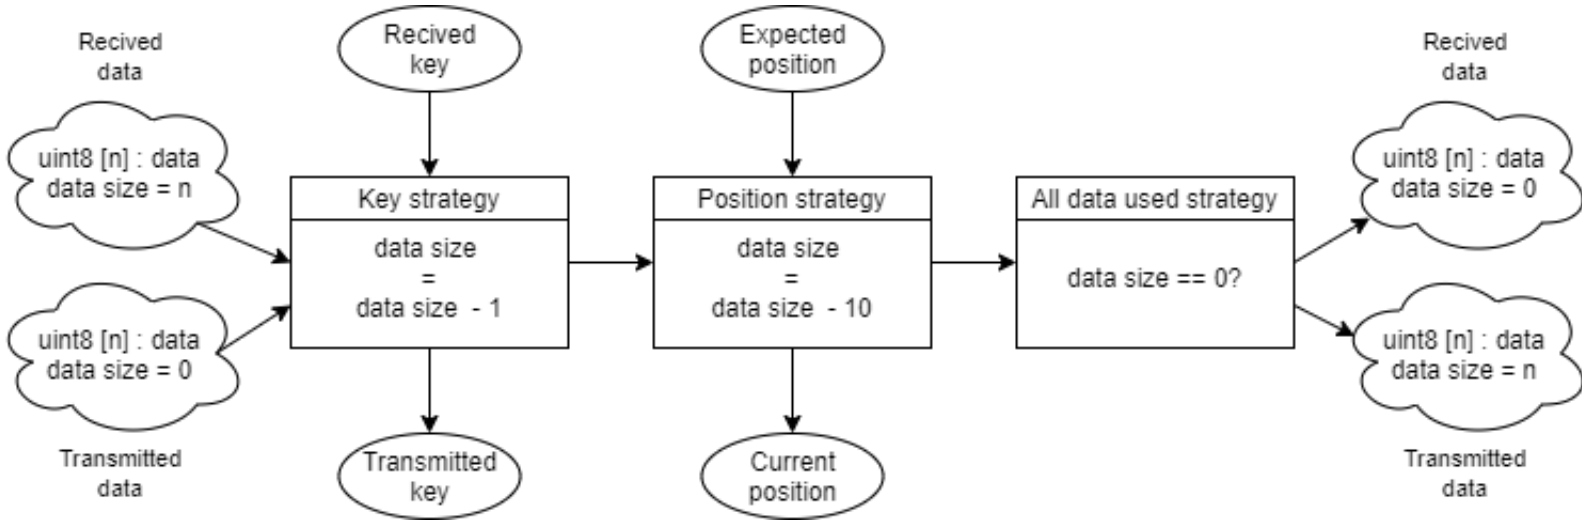 Recived
data
uint8 [n] : data
data size = n
uint8 [n] : data
data size = 0
Transmitted
data
Recived
key
Key strategy
data size
=
data size - 1
Transmitted
key
Expected
position
Position strategy
data size
=
data size - 10
Current
position
All data used strategy
data size == 0?
Recived
data
uint8 [n] : data
data size = 0
uint8 [n] : data
data size = n
Transmitted
data